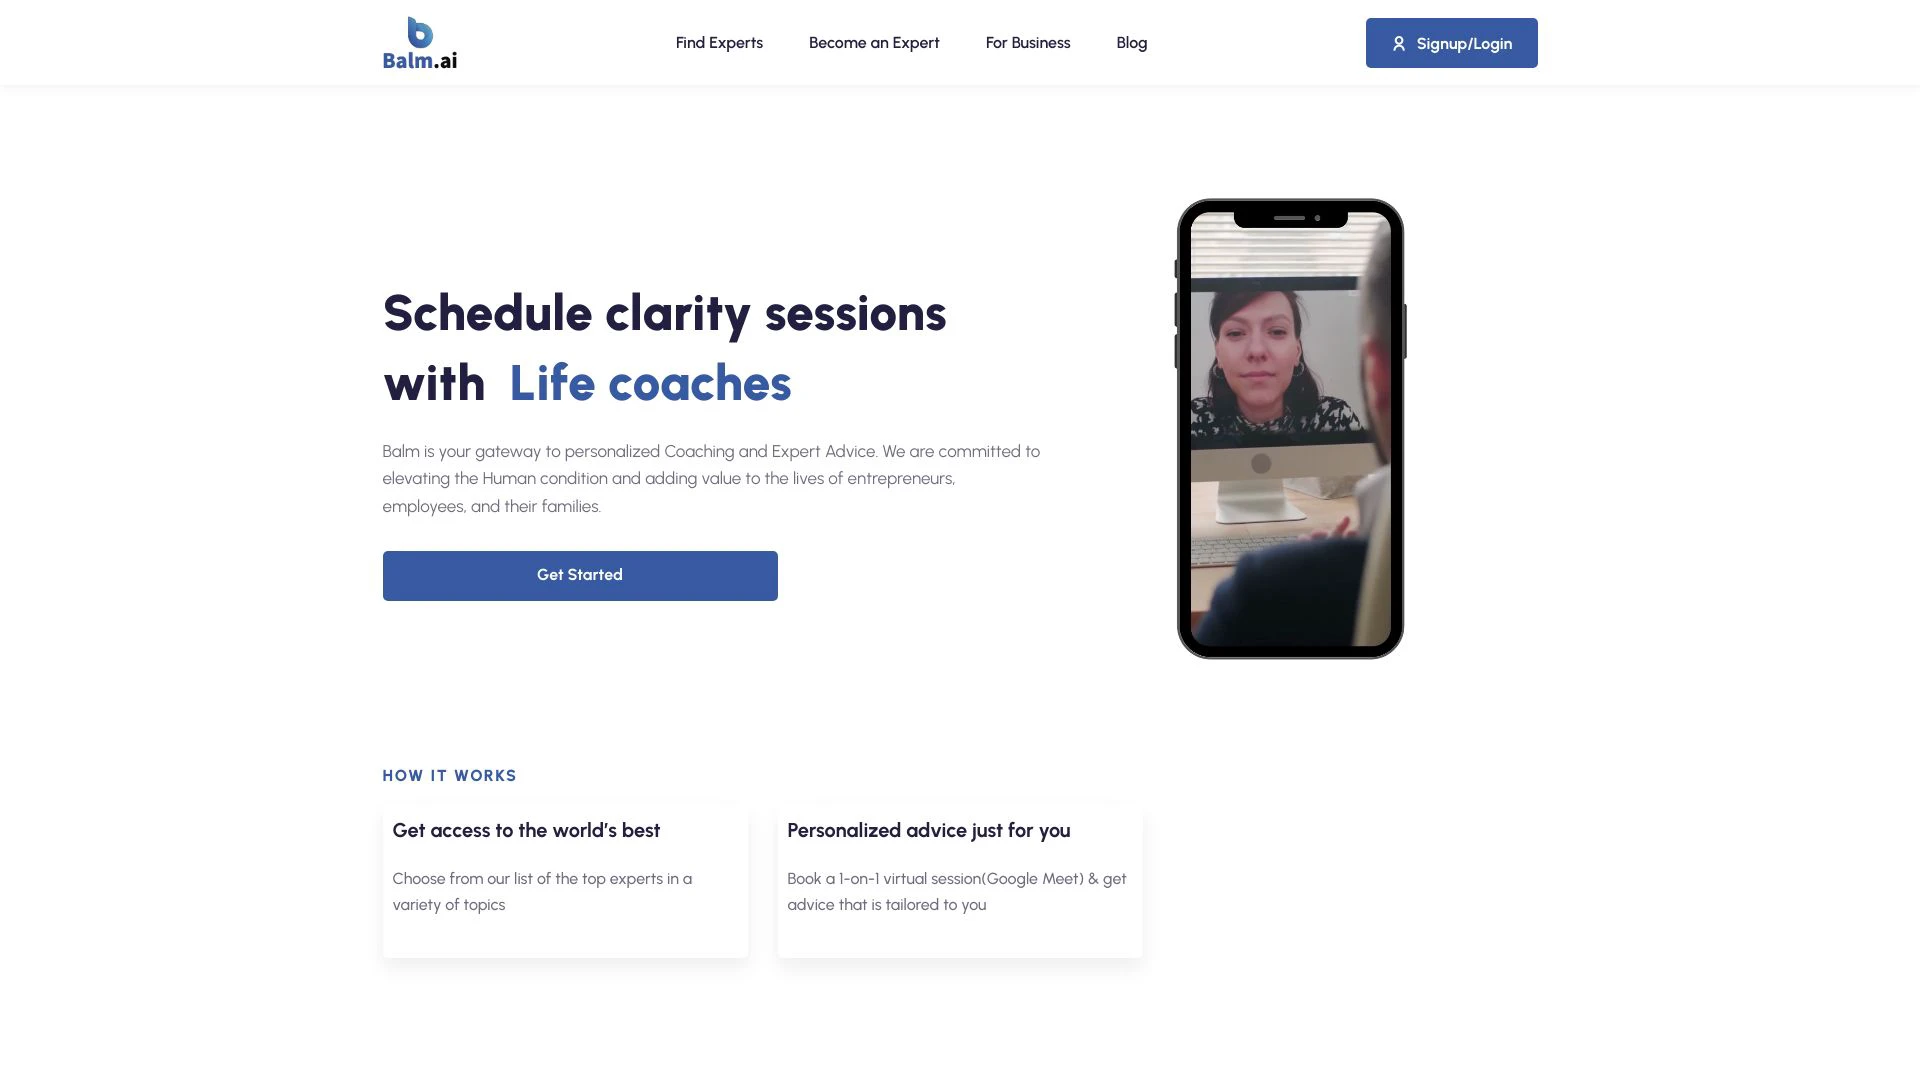 Balm.ai
Find Experts
Become an Expert
For Business
Blog
Signup/Login
Schedule clarity sessions
with Life coaches
Balm is your gateway to personalized Coaching and Expert Advice. We are committed to
elevating the Human condition and adding value to the lives of entrepreneurs,
employees, and their families.
Get Started
HOW IT WORKS
Get access to the world's best
Choose from our list of the top experts in a
variety of topics
Personalized advice just for you
Book a 1-on-1 virtual session(Google Meet) & get
advice that is tailored to you